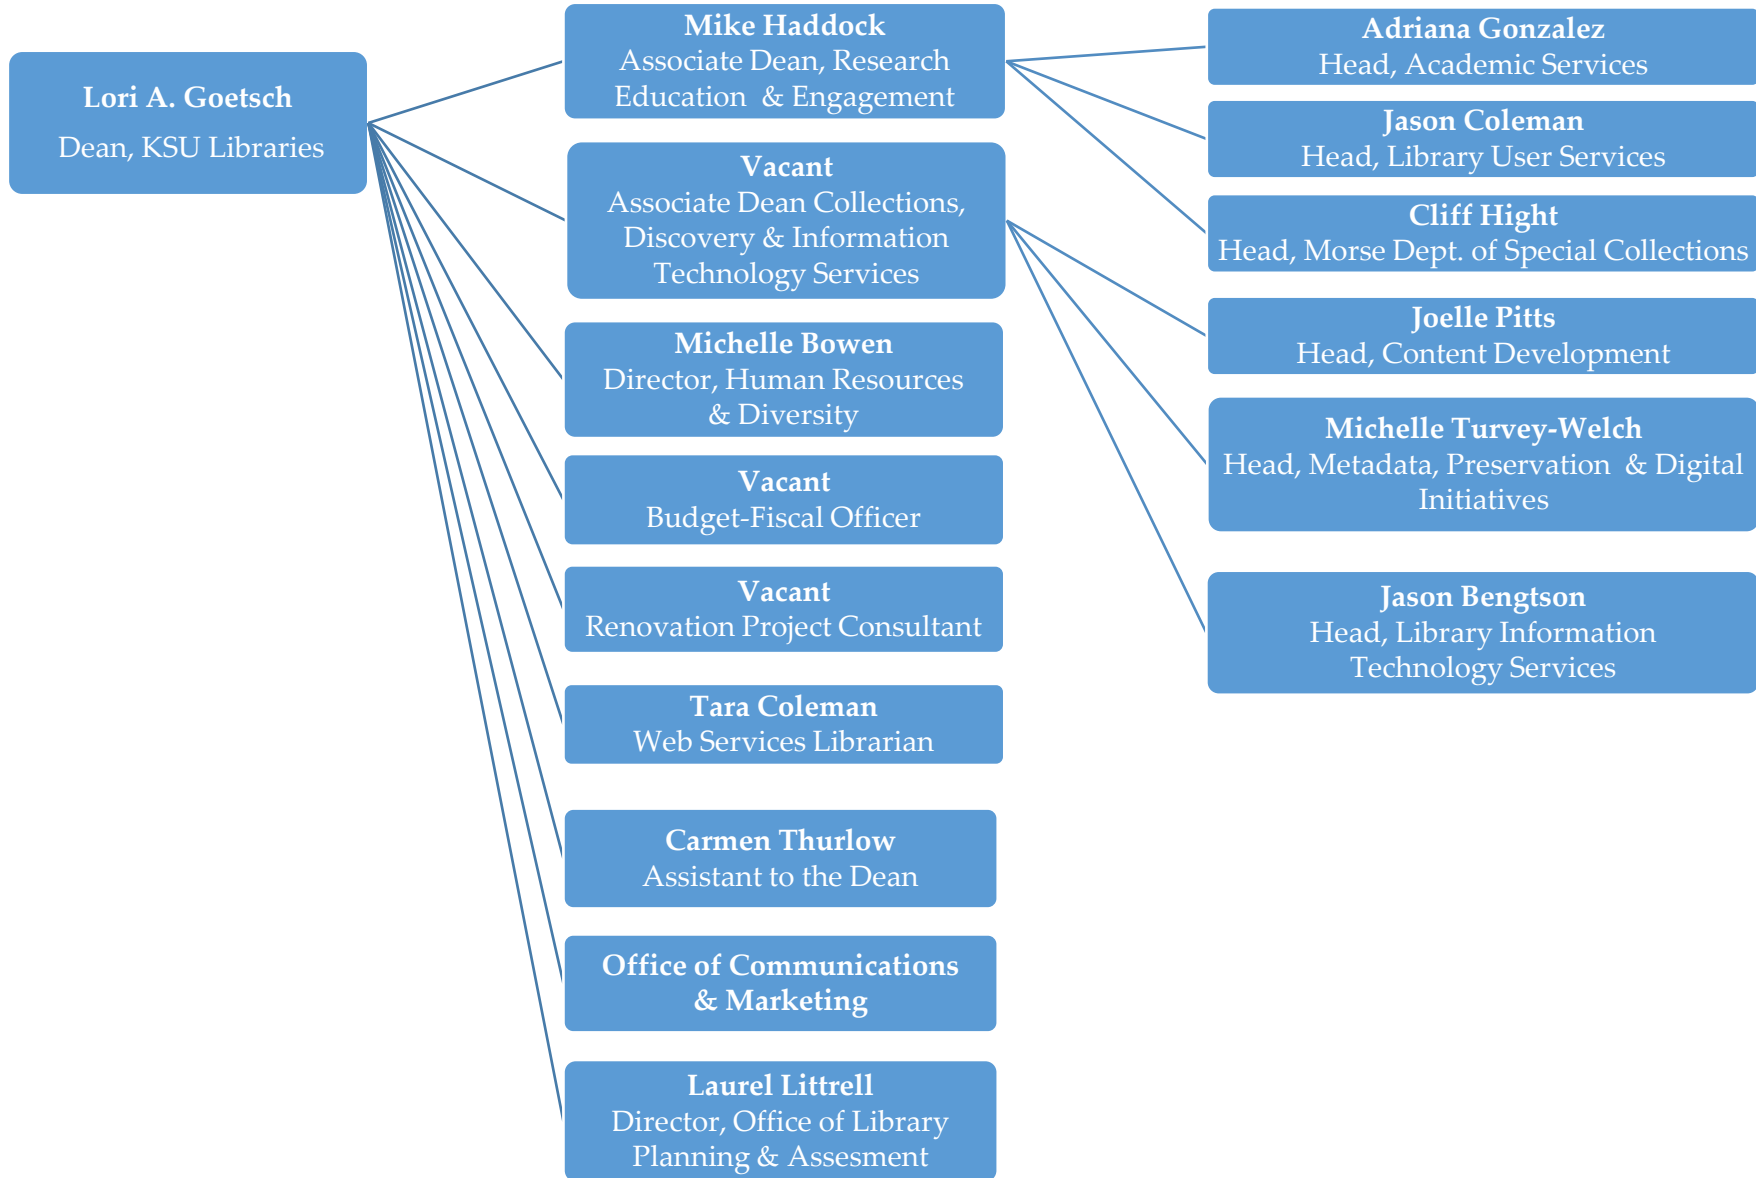 Lori A. Goetsch
Dean, KSU Libraries
Mike Haddock
Associate Dean, Research
Education & Engagement
Vacant
Associate Dean Collections,
Discovery & Information
Technology Services
Michelle Bowen
Director, Human Resources
& Diversity
Vacant
Budget-Fiscal Officer
Vacant
Renovation Project Consultant
Tara Coleman
Web Services Librarian
Carmen Thurlow
Assistant to the Dean
Office of Communications
& Marketing
Laurel Littrell
Director, Office of Library
Planning & Assesment
Adriana Gonzalez
Head, Academic Services
Jason Coleman
Head, Library User Services
Cliff Hight
Head, Morse Dept. of Special Collections
Joelle Pitts
Head, Content Development
Michelle Turvey-Welch
Head, Metadata, Preservation & Digital
Initiatives
Jason Bengtson
Head, Library Information
Technology Services